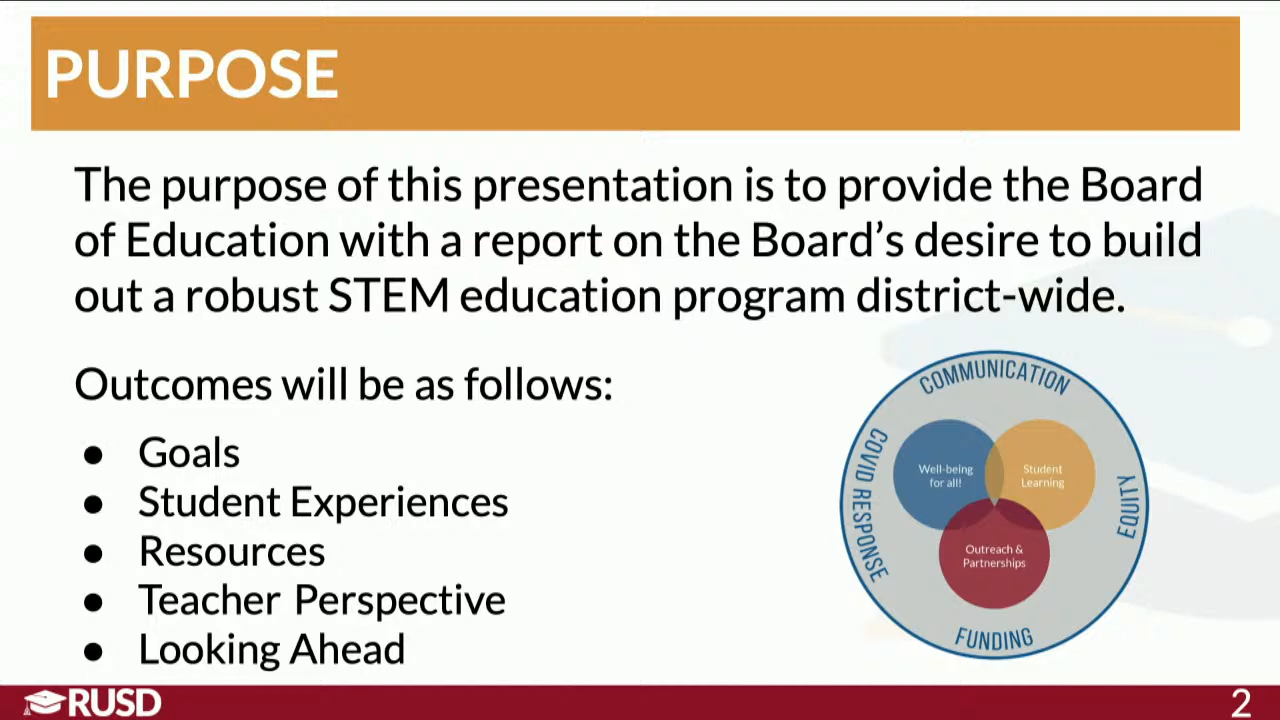 PURPOSE
The purpose of this presentation is to provide the Board
of Education with a report on the Board’s desire to build
out a robust STEM education program district-wide.
Outcomes will be as follows:
● Goals
● Student Experiences
● Resources
● Teacher Perspective
● Looking Ahead
COMMUNICATION
COVID RESPONSE
EQUITY
Well-being
for all!
Student
Learning
Outreach &
Partnerships
FUNDING
RUSD
2